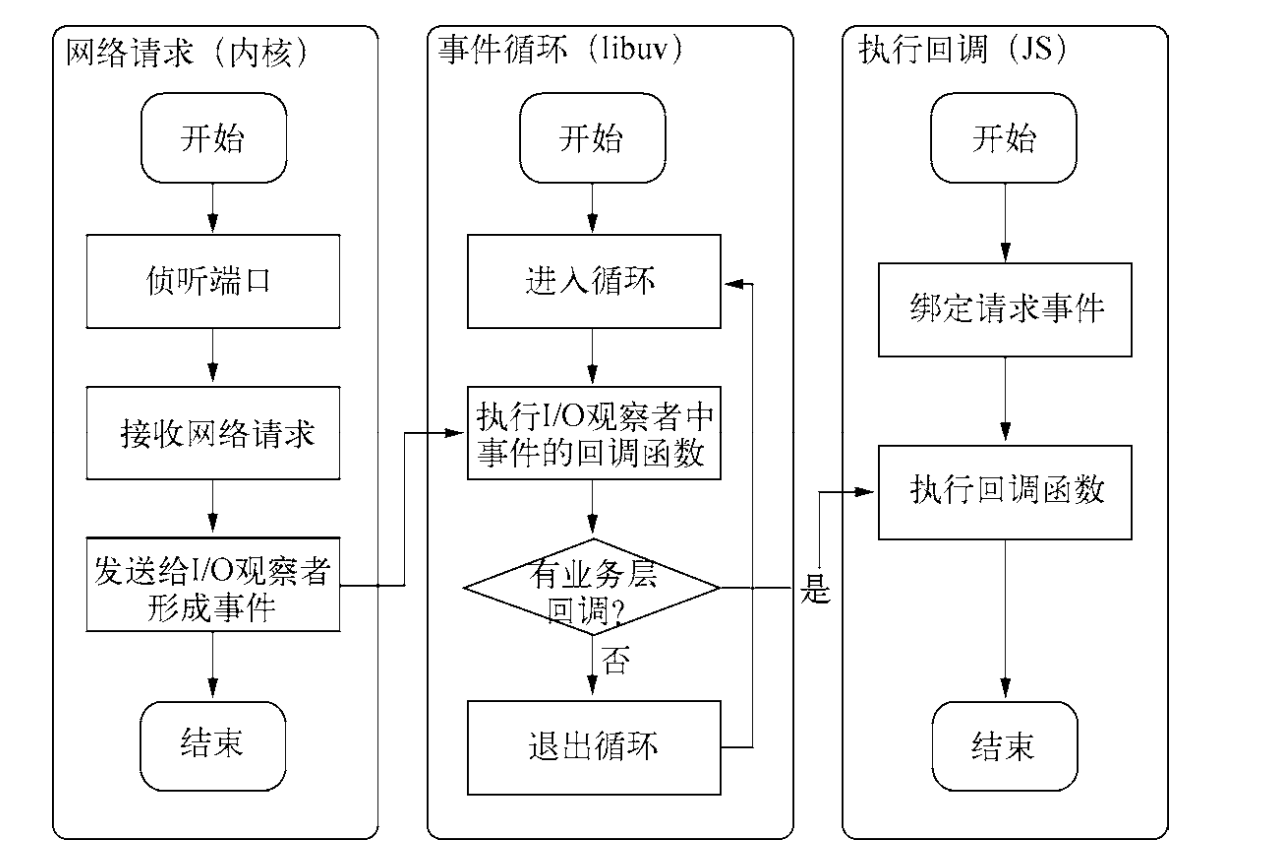 网络请求（内核）
开始
侦听端口
接收网络请求
发送给I/O观察者
形成事件
结束
事件循环（libuv）
开始
进入循环
执行I/O观察者中
事件的回调函数
有业务层
回调?
是
否
退出循环
执行回调（JS）
开始
绑定请求事件
执行回调函数
结束